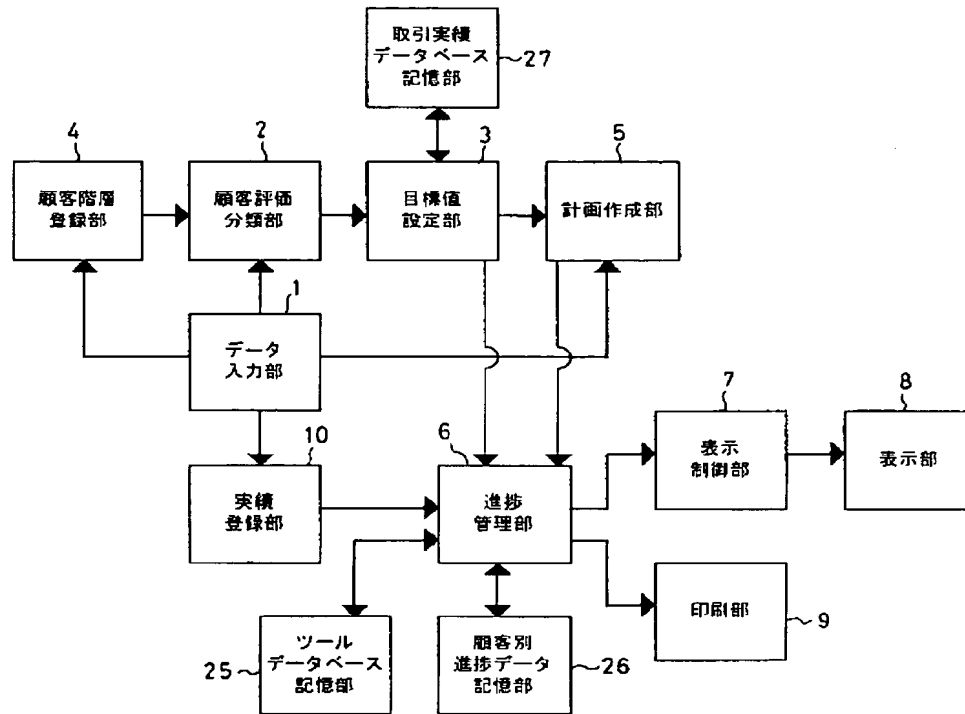 取引実績
データベース
記憶部
27
4
2
3
5
顧客階層
登録部
顧客評価
分類部
目標値
設定部
計画作成部
1
データ
入力部
10
6
7
8
実績
登録部
進捗
管理部
表示
制御部
表示部
25
ツール
データベース
記憶部
顧客別
進捗データ
記憶部
26
印刷部
9